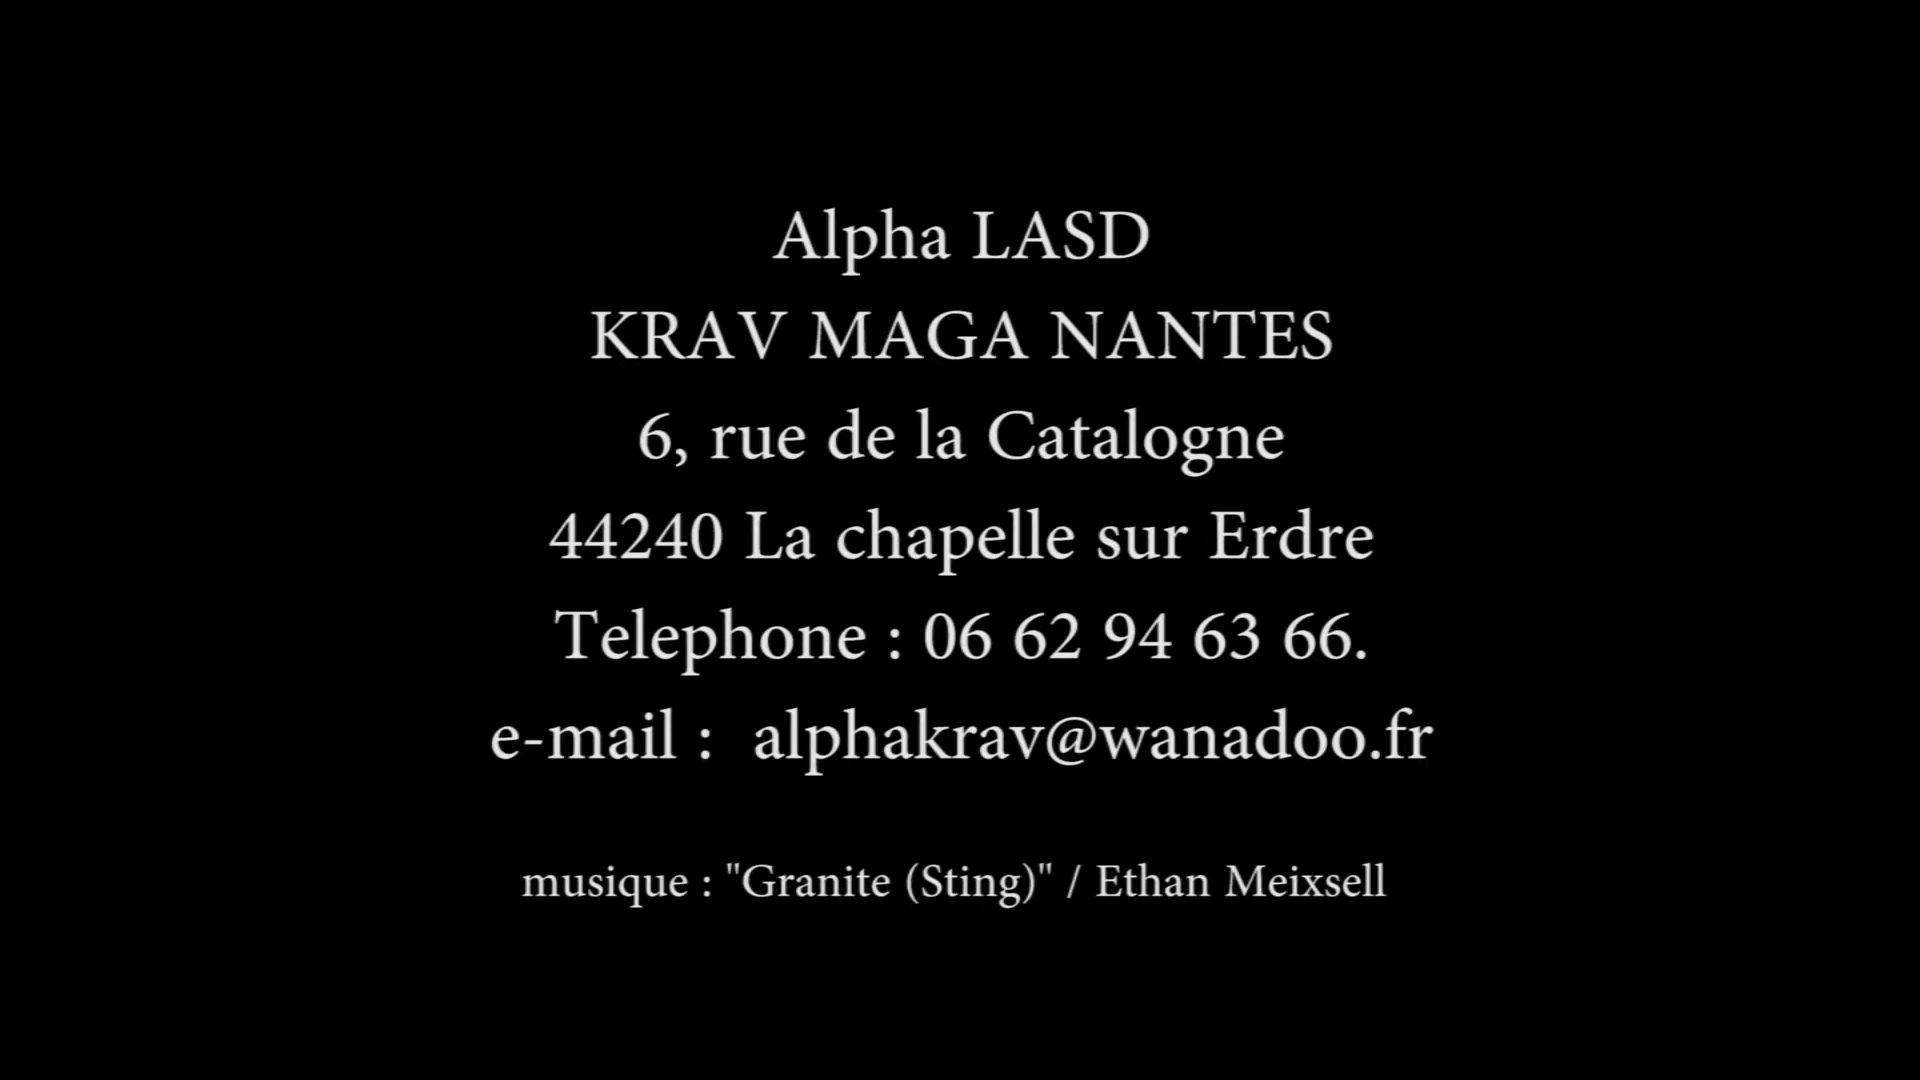 Alpha LASD
KRAV MAGA NANTES
6, rue de la Catalogne
44240 La chapelle sur Erdre
Telephone : 06 62 94 63 66.
e-mail :  alphakrav@wanadoo.fr
musique : "Granite (Sting)" / Ethan Meixsell